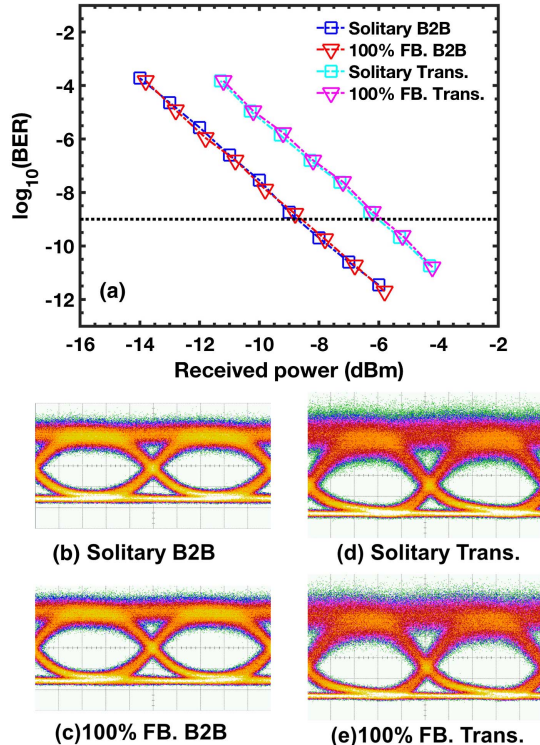 Solitary B2B
100% FB. B2B
Solitary Trans.
100% FB. Trans.
log10(BER)
-2
-4
-6
-8
-10
-12
(a)
-16 -14 -12 -10 -8 -6 -4 -2
Received power (dBm)
(b) Solitary B2B
(d) Solitary Trans.
(c)100% FB. B2B
(e)100% FB. Trans.